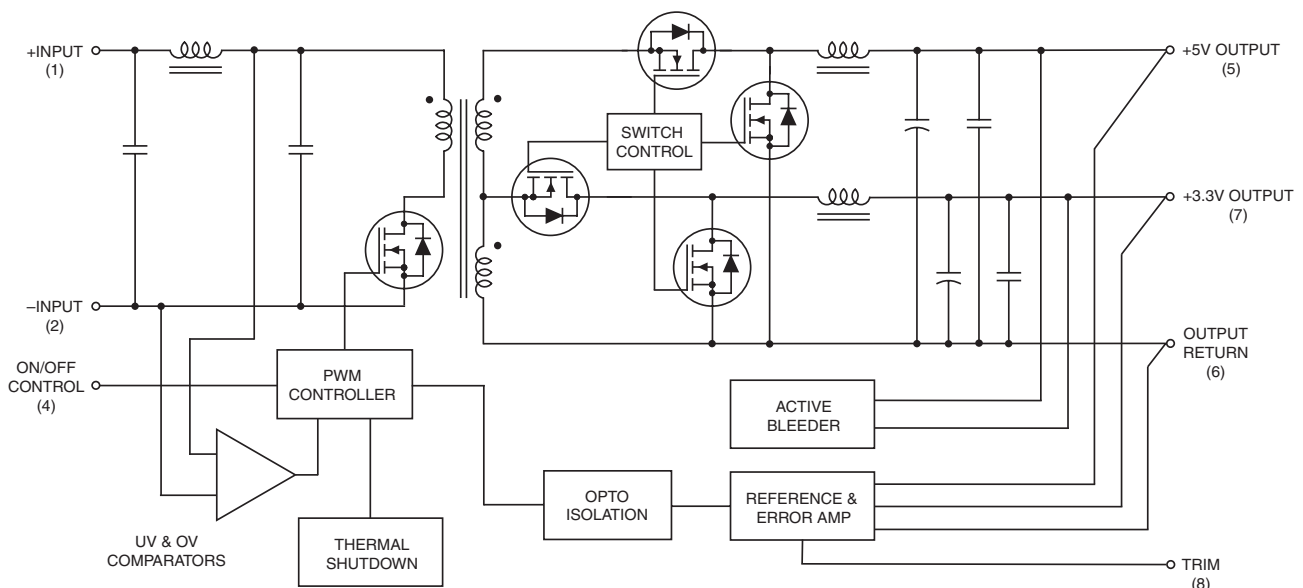 +INPUT
(1)
–INPUT
(2)
ON/OFF
CONTROL
(4)
UV & OV
COMPARATORS
PWM
CONTROLLER
THERMAL
SHUTDOWN
SWITCH
CONTROL
OPTO
ISOLATION
ACTIVE
BLEEDER
REFERENCE &
ERROR AMP
+5V OUTPUT
(5)
+3.3V OUTPUT
(7)
OUTPUT
RETURN
(6)
TRIM
(8)